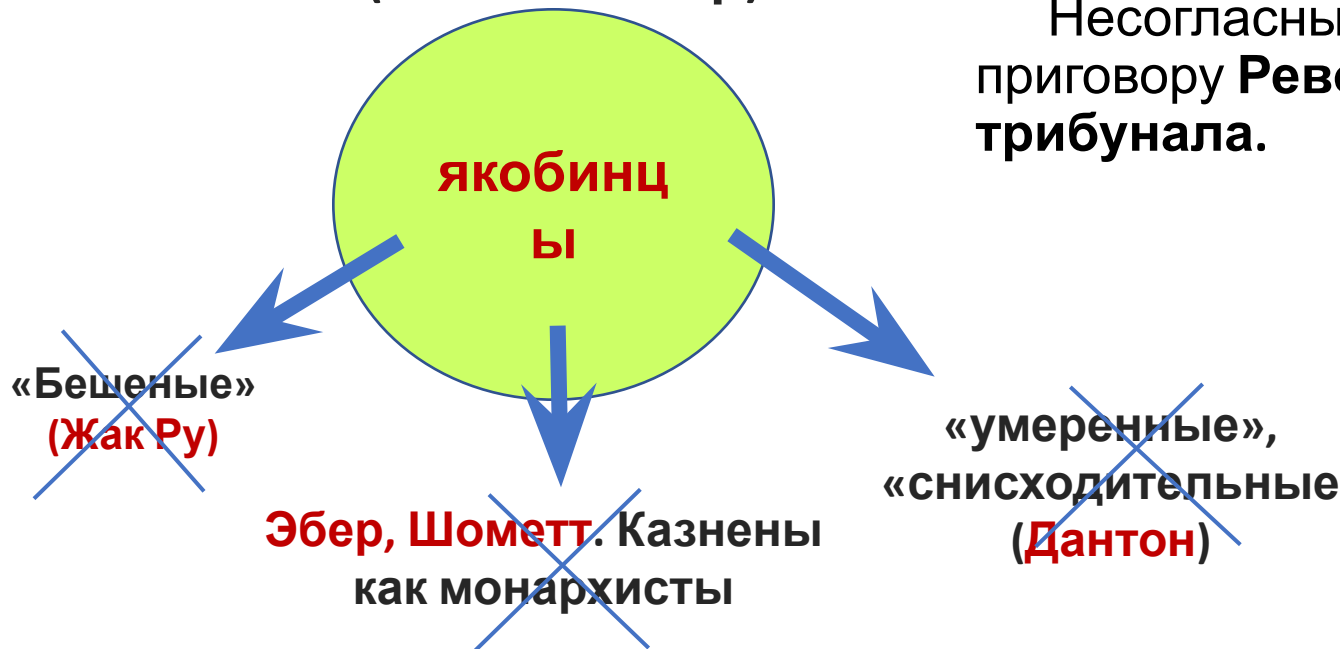 Несогласны
приговору Рев
трибунала.
якобинц
ы
«Бешеные»
(Жак Ру)
Эбер, Шометт. Казнены
как монархисты
«умеренные»,
«снисходительные
(Дантон)